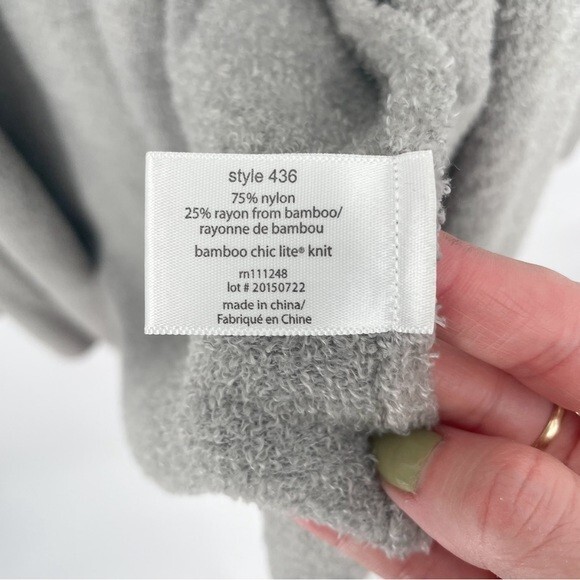 style 436
75% nylon
25% rayon from bamboo/
rayonne de bambou
bamboo chic lite® knit
rn111248
lot # 20150722
made in china/
Fabriqué en Chine